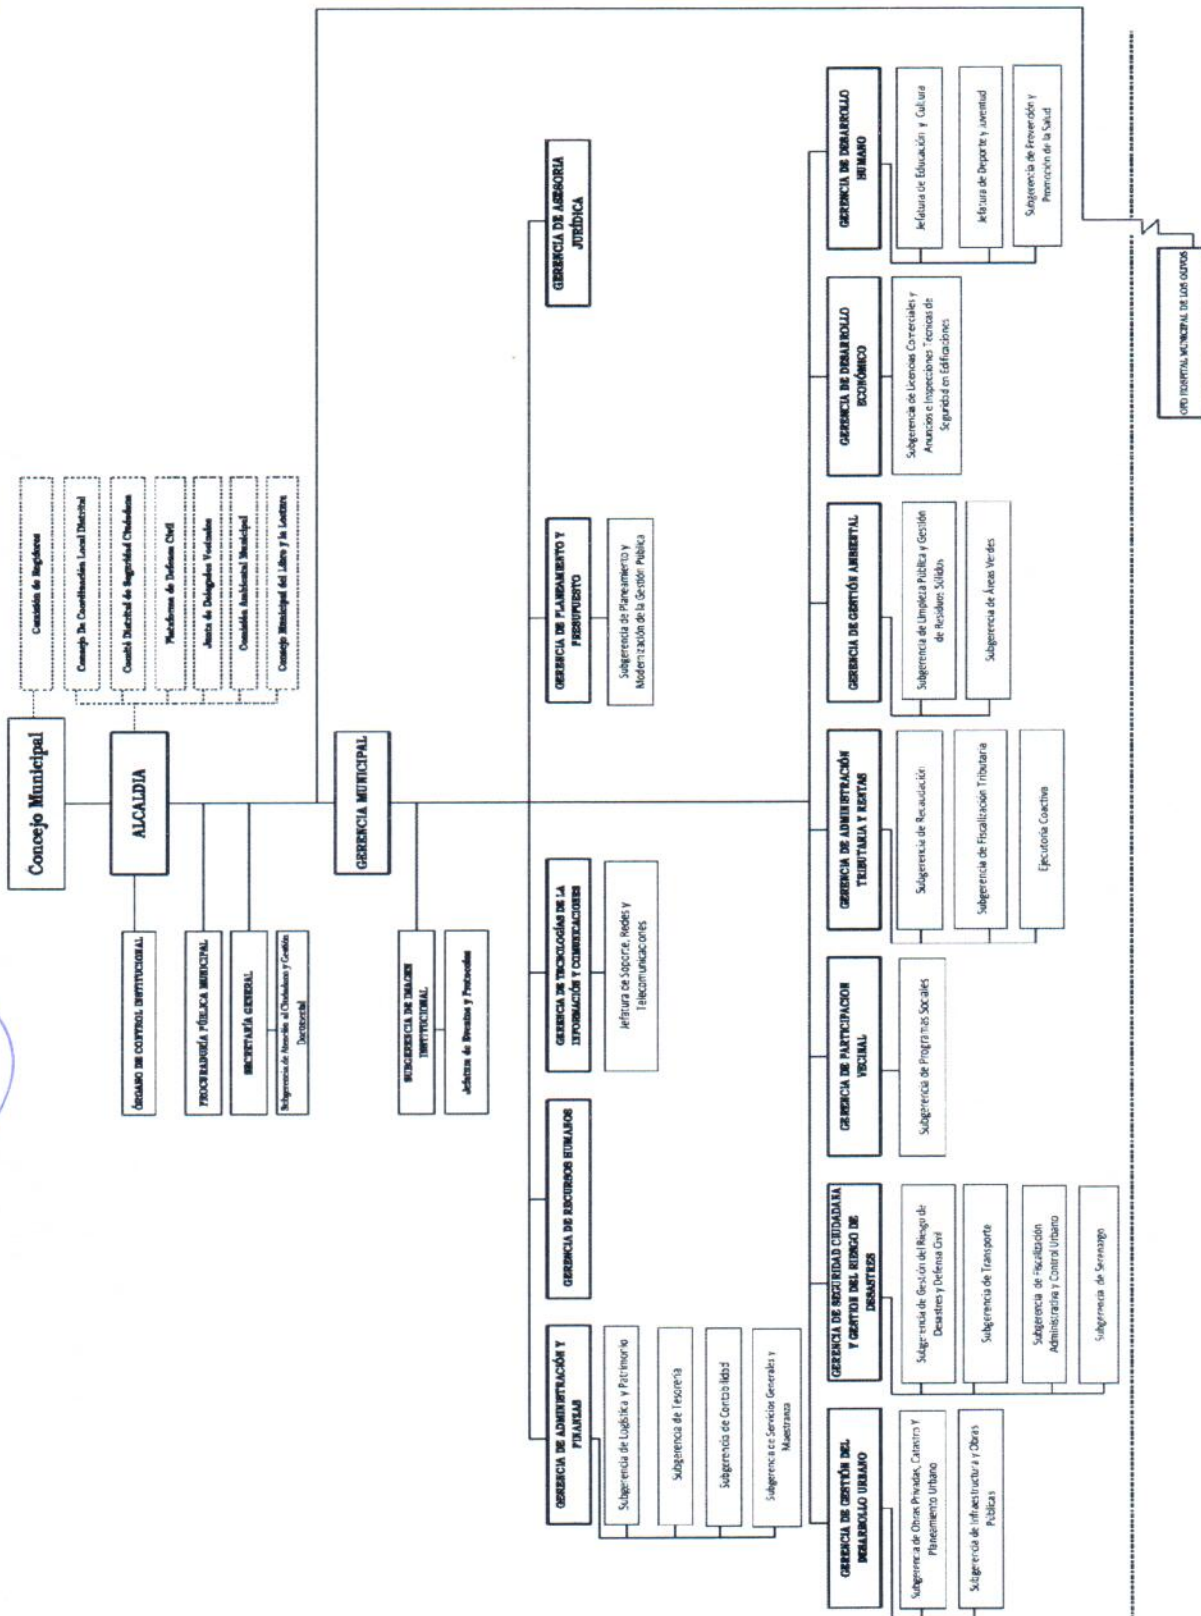 Concejo Municipal
Comisión de Regidores
ALCALDIA
Consejo De Coordinación Local Distrital
Comité Distrital de Seguridad Ciudadana
Plataforma de Defensa Civil
Junta de Delegados Vecinales
Comisión Ambiental Municipal
Consejo Municipal del Libro y la Lectura
ÓRGANO DE CONTROL INSTITUCIONAL
PROCURADURÍA PÚBLICA MUNICIPAL
SECRETARÍA GENERAL
Subgerencia de Atención al Ciudadano y Gestión
Documental
GERENCIA MUNICIPAL
SUBGERENCIA DE IMAGEN
INSTITUCIONAL
Jefatura de Eventos y Protocolos
GERENCIA DE ADMINISTRACIÓN Y
FINANZAS
Subgerencia de Logística y Patrimonio
Subgerencia de Tesorería
Subgerencia de Contabilidad
Subgerencia de Servicios Generales y
Maestranza
GERENCIA DE RECURSOS HUMANOS
GERENCIA DE TECNOLOGÍAS DE LA
INFORMACIÓN Y COMUNICACIONES
Jefatura de Soporte, Redes y
Telecomunicaciones
GERENCIA DE PLANEAMIENTO Y
PRESUPUESTO
Subgerencia de Planeamiento y
Modernización de la Gestión Pública
GERENCIA DE ASESORIA
JURÍDICA
GERENCIA DE GESTIÓN DEL
DESARROLLO URBANO
Subgerencia de Obras Privadas, Catastro Y
Planeamiento Urbano
Subgerencia de Infraestructura y Obras
Públicas
GERENCIA DE SEGURIDAD CIUDADANA
Y GESTION DEL RIESGO DE
DESASTRES
Subgerencia de Gestión del Riesgo de
Desastres y Defensa Civil
Subgerencia de Transporte
Subgerencia de Fiscalización
Administrativa y Control Urbano
Subgerencia de Serenazgo
GERENCIA DE PARTICIPACION
VECINAL
Subgerencia de Programas Sociales
GERENCIA DE ADMINISTRACIÓN
TRIBUTARIA Y RENTAS
Subgerencia de Recaudación
Subgerencia de Fiscalización Tributaria
Ejecutoria Coactiva
GERENCIA DE GESTIÓN AMBIENTAL
Subgerencia de Limpieza Pública y Gestión
de Residuos Sólidos
Subgerencia de Áreas Verdes
GERENCIA DE DESARROLLO
ECONÓMICO
Subgerencia de Licencias Comerciales y
Anuncios e Inspecciones Tecnicas de
Seguridad en Edificaciones
GERENCIA DE DESARROLLO
HUMANO
Jefatura de Educación y Cultura
Jefatura de Deporte y Juventud
Subgerencia de Prevención y
Promoción de la Salud
OPD HOSPITAL MUNICIPAL DE LOS OLIVOS